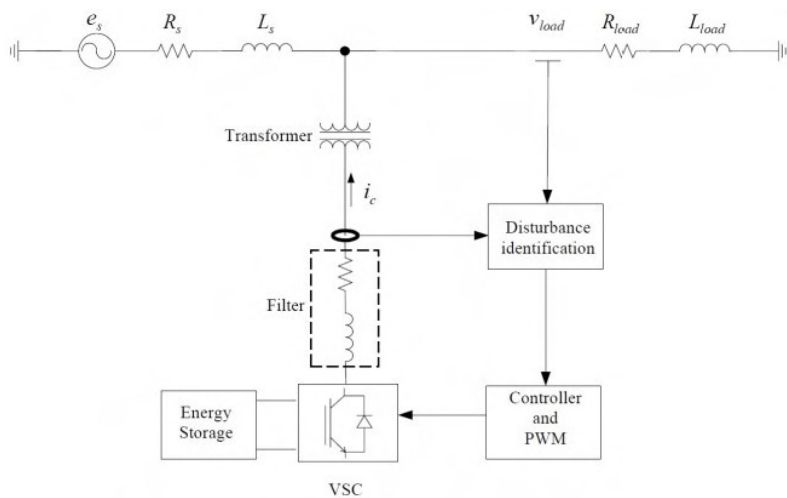 e_s
R_s
L_s
v_load
R_load
L_load
Transformer
i_c
Disturbance
identification
Filter
Energy
Storage
Controller
and
PWM
VSC